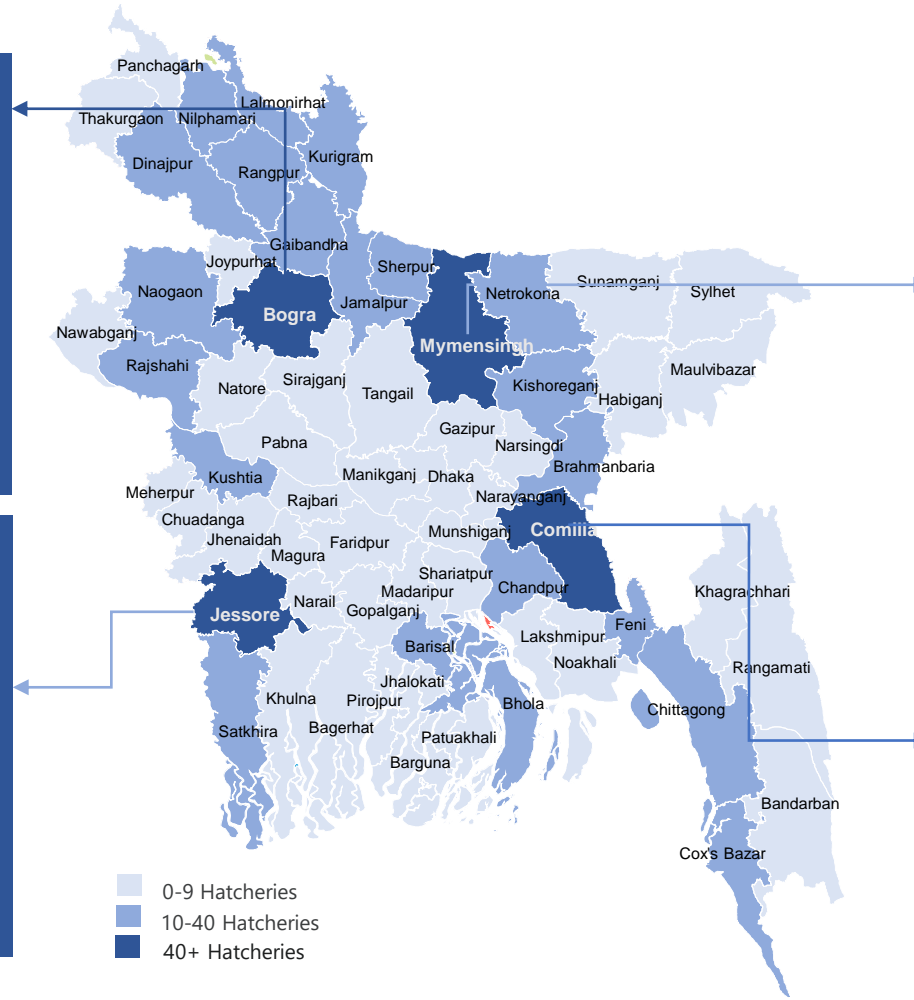 Panchagarh
Lalmonirhat
Thakurgaon
Nilphamari
Dinajpur
Kurigram
Rangpur
Gaibandha
Joypurhat
Sherpur
Sunamganj
Naogaon
Netrokona
Sylhet
Jamalpur
Bogra
Nawabganj
Mymensingh
Rajshahi
Maulvibazar
Sirajganj
Natore
Tangail
Kishoreganj
Habiganj
Gazipur
Pabna
Narsingdi
Brahmanbaria
Kushtia
Manikganj
Dhaka
Meherpur
Rajbari
Narayanganj
Chuadanga
Munshiganj
Comilla
Jhenaidah
Faridpur
Magura
Shariatpur
Chandpur
Khagrachhari
Madaripur
Narail
Gopalganj
Jessore
Feni
Lakshmipur
Barisal
Noakhali
Rangamati
Jhalokati
Khulna
Pirojpur
Bhola
Chittagong
Satkhira
Bagerhat
Patuakhali
Barguna
Bandarban
Cox's Bazar
0-9 Hatcheries
10-40 Hatcheries
40+ Hatcheries